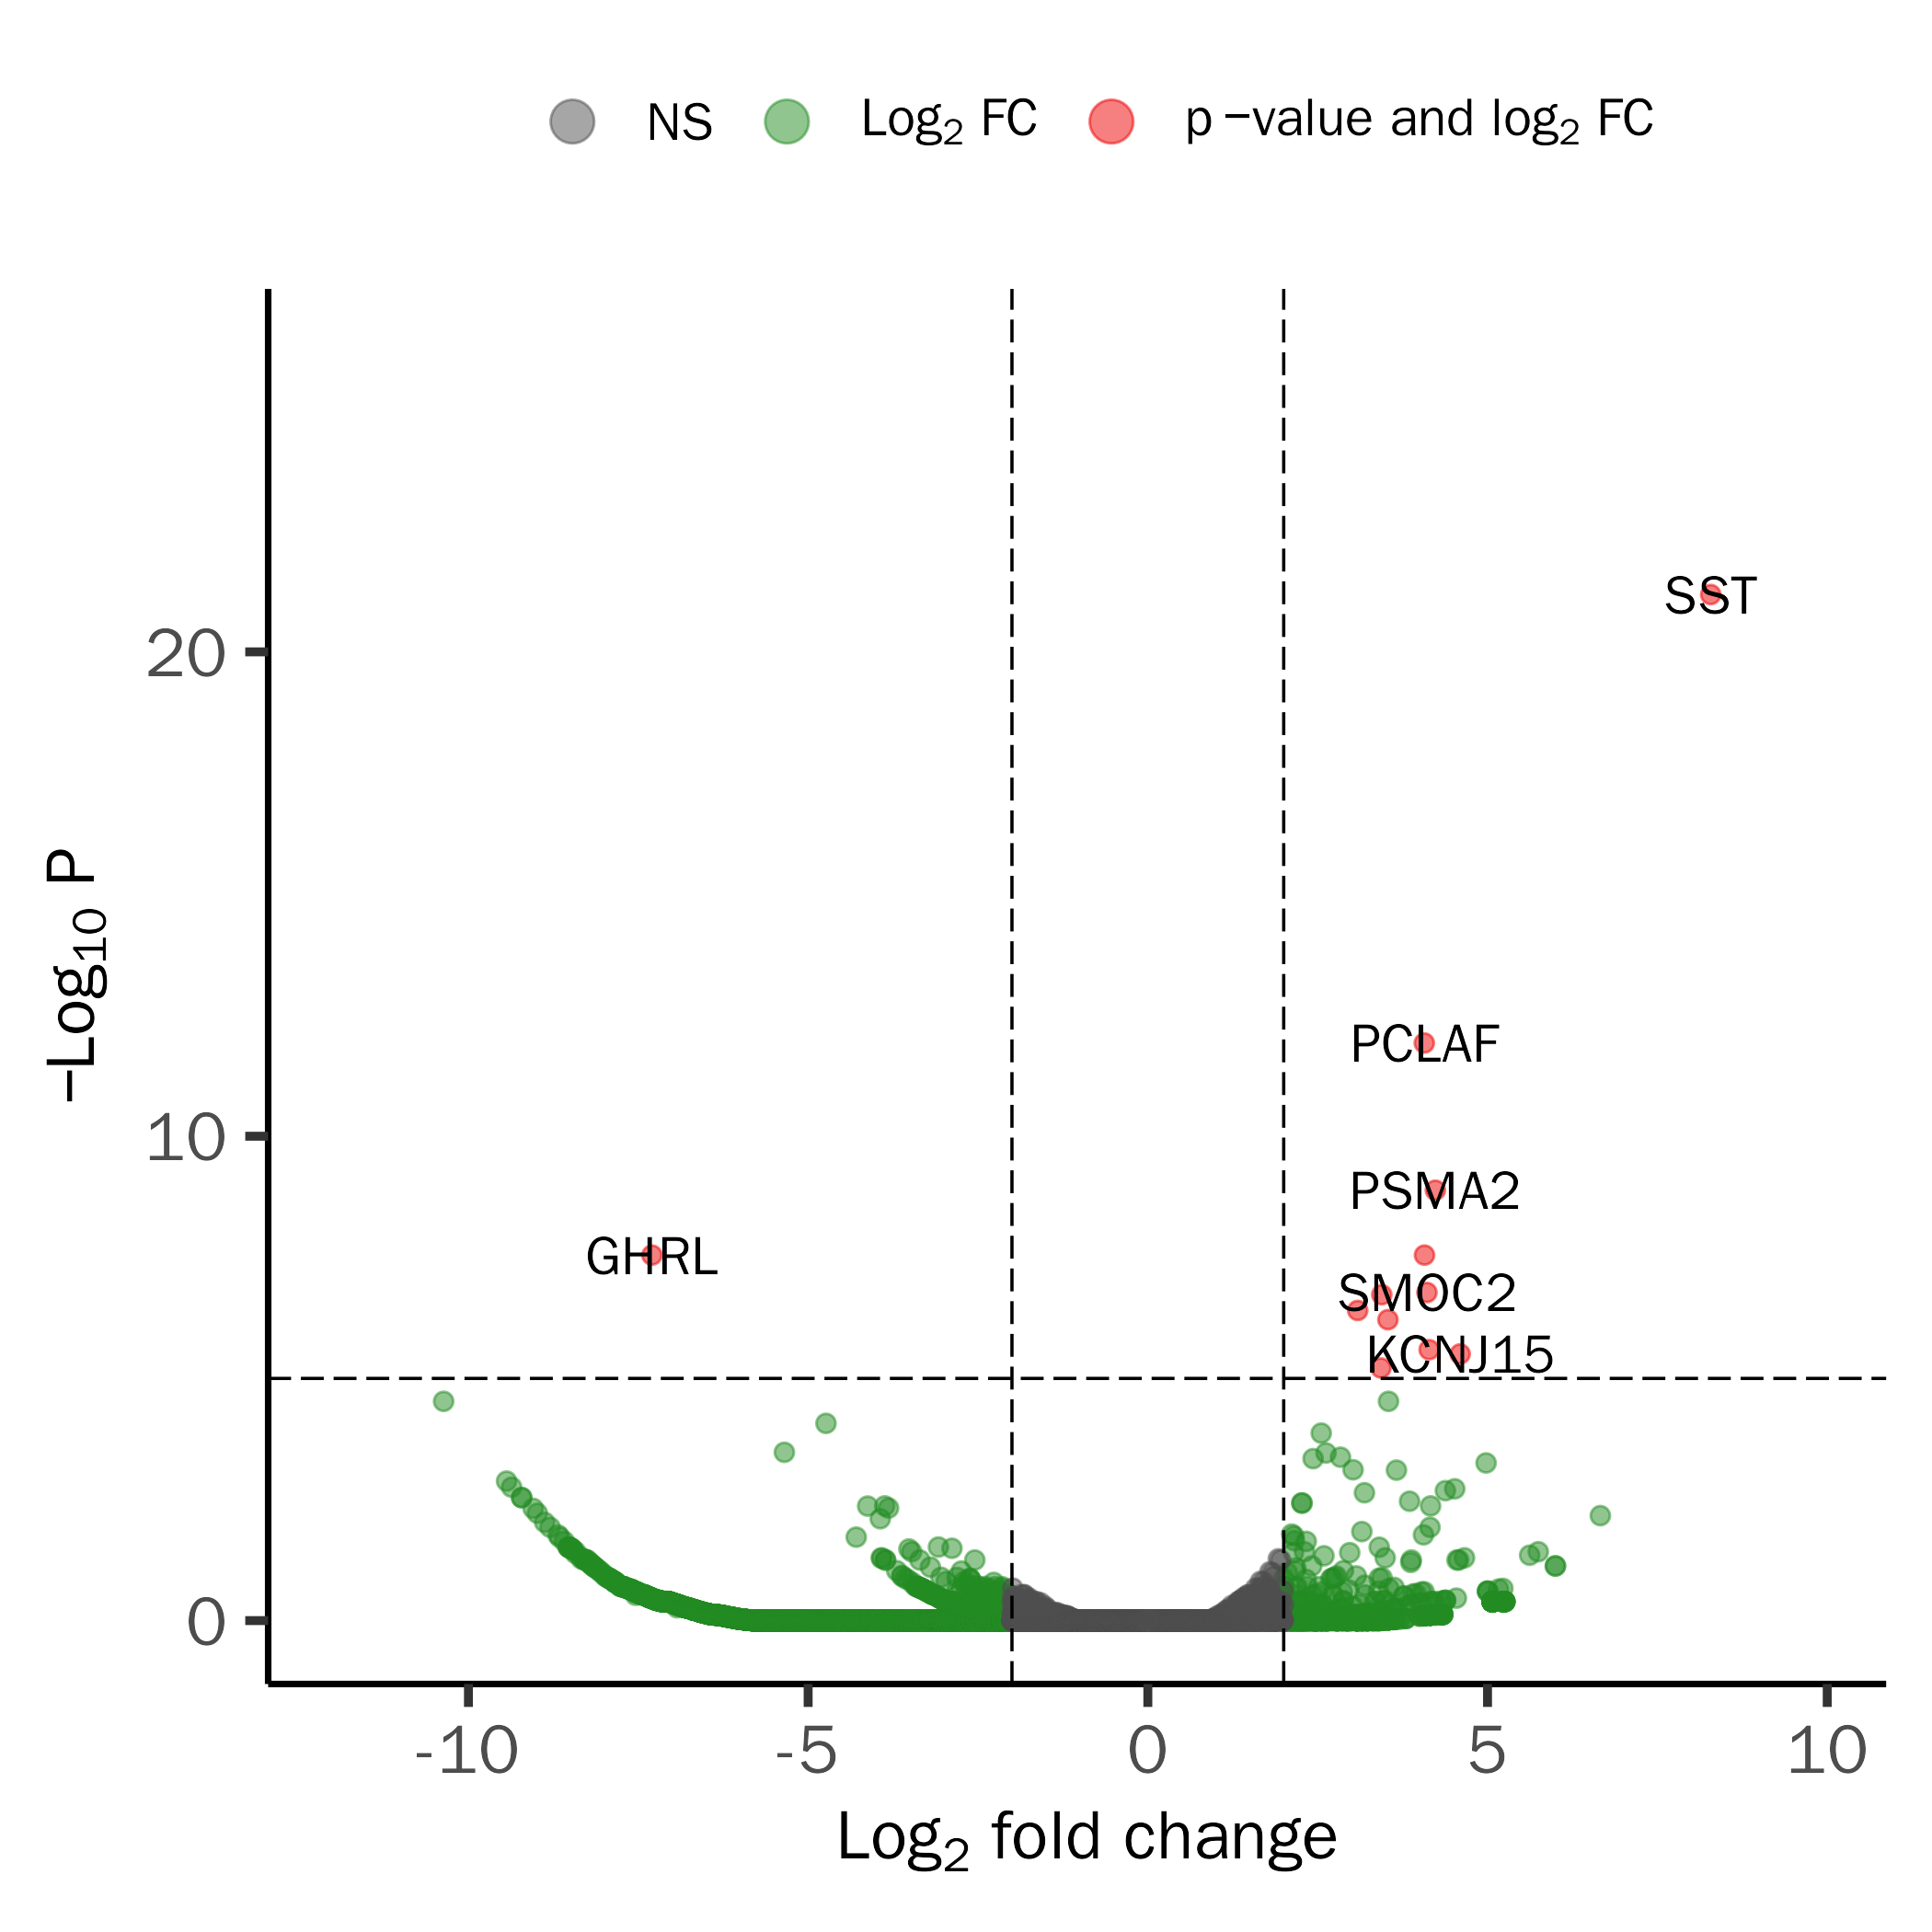 NS Log₂ FC p −value and log₂ FC
SST
20
−Log₁₀ P
PCLAF
10
PSMA2
GHRL
SMOC2
KCNJ15
0
-10 -5 0 5 10
Log₂ fold change